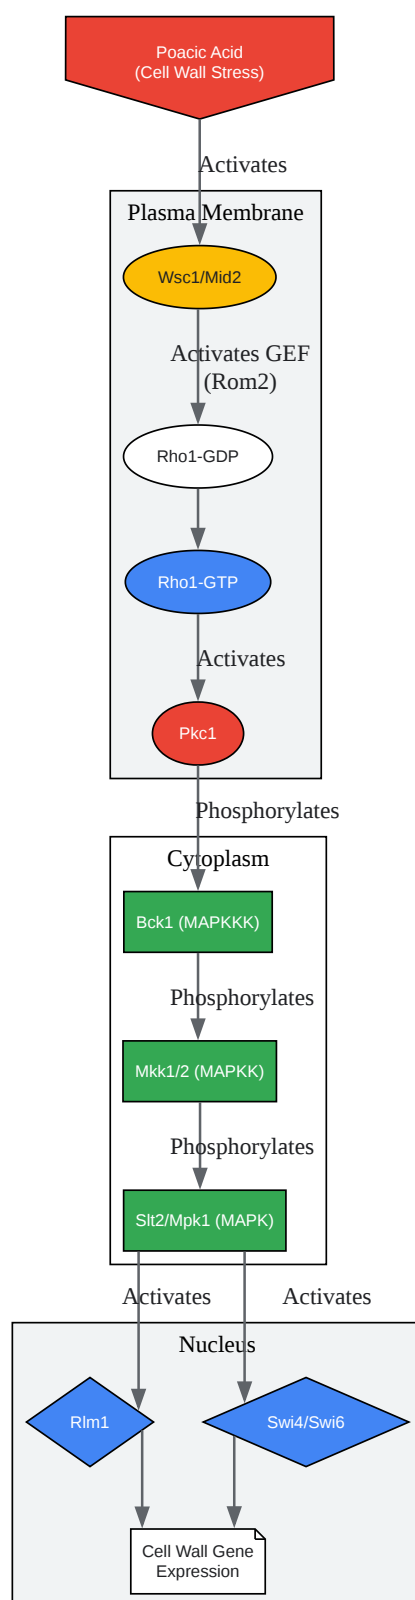 Poacic Acid
(Cell Wall Stress)
Activates
Plasma Membrane
Wsc1/Mid2
Activates GEF
(Rom2)
Rho1-GDP
Rho1-GTP
Activates
Pkc1
Phosphorylates
Cytoplasm
Bck1 (MAPKKK)
Phosphorylates
Mkk1/2 (MAPKK)
Phosphorylates
Slt2/Mpk1 (MAPK)
Activates
Activates
Nucleus
Rlm1
Swi4/Swi6
Cell Wall Gene
Expression